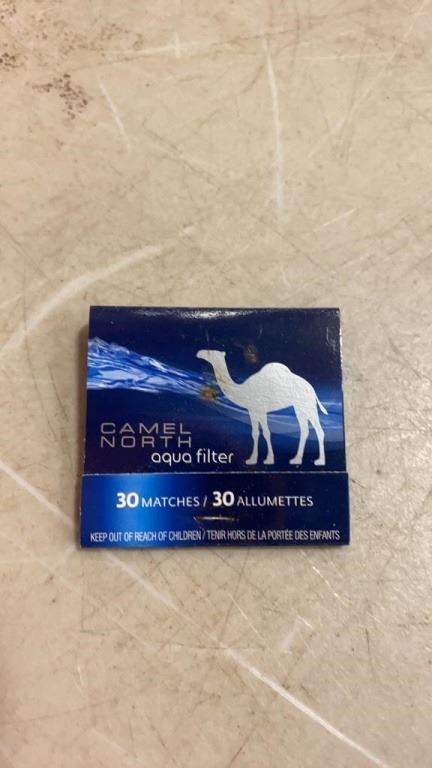 CAMEL
NORTH
aqua filter
30 MATCHES / 30 ALLUMETTES
KEEP OUT OF REACH OF CHILDREN / TENIR HORS DE LA PORTÉE DES ENFANTS